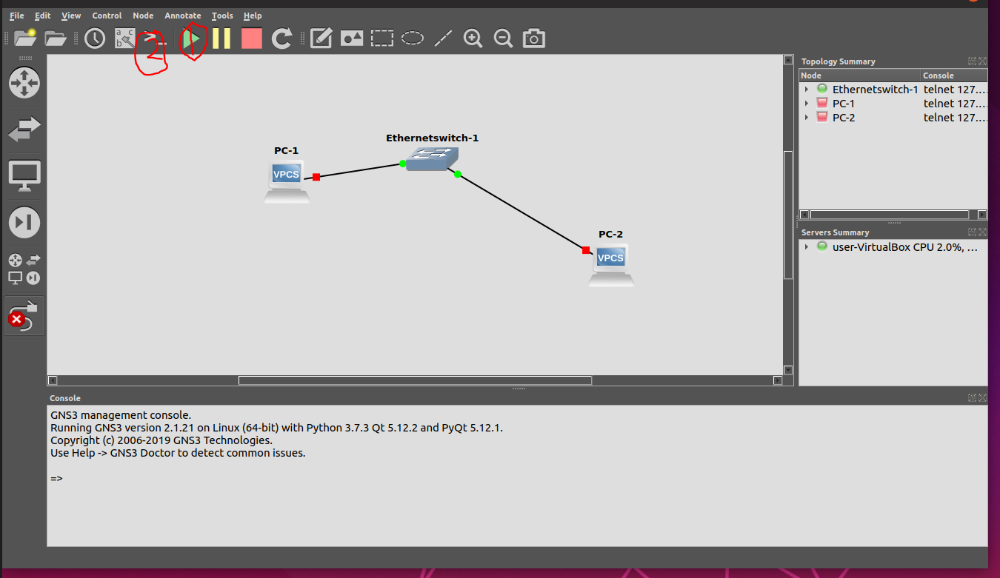 File Edit View Control Node Annotate Tools Help
a c
b
2
1
Topology Summary
Node Console
Ethernetswitch-1 telnet 127....
PC-1 telnet 127....
PC-2 telnet 127....
Ethernetswitch-1
PC-1
VPCS
PC-2
VPCS
Servers Summary
user-VirtualBox CPU 2.0%, ...
Console
GNS3 management console.
Running GNS3 version 2.1.21 on Linux (64-bit) with Python 3.7.3 Qt 5.12.2 and PyQt 5.12.1.
Copyright (c) 2006-2019 GNS3 Technologies.
Use Help -> GNS3 Doctor to detect common issues.
=>